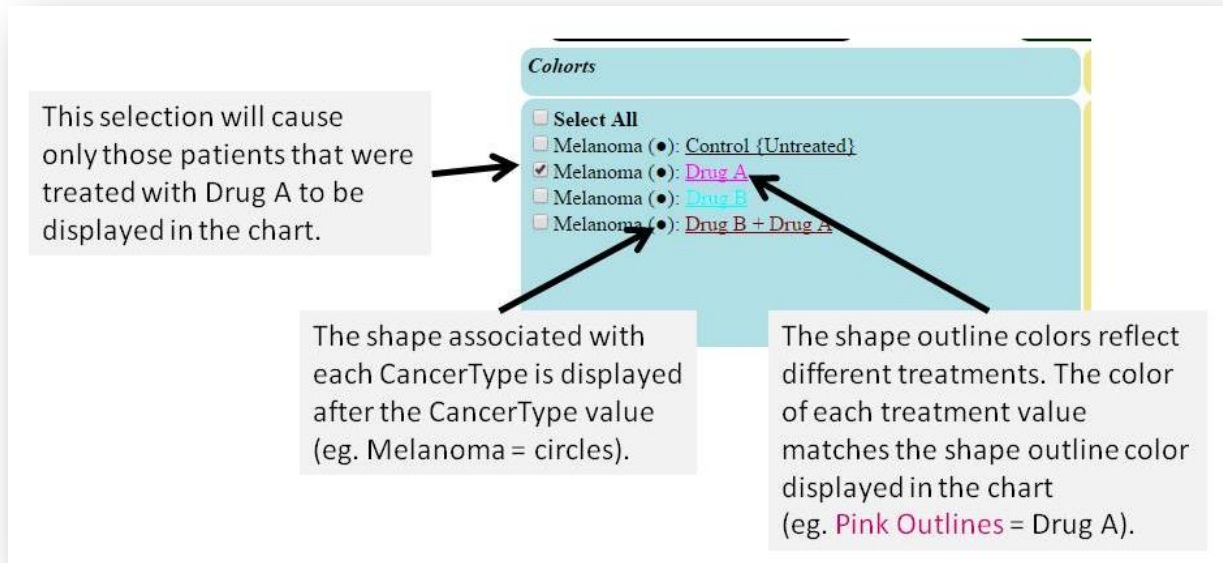 Cohorts
Select All
Melanoma (●): Control {Untreated}
Melanoma (●): Drug A
Melanoma (●): Drug B
Melanoma (●): Drug B + Drug A
This selection will cause
only those patients that were
treated with Drug A to be
displayed in the chart.
The shape associated with
each CancerType is displayed
after the CancerType value
(eg. Melanoma = circles).
The shape outline colors reflect
different treatments. The color
of each treatment value
matches the shape outline color
displayed in the chart
(eg. Pink Outlines = Drug A).